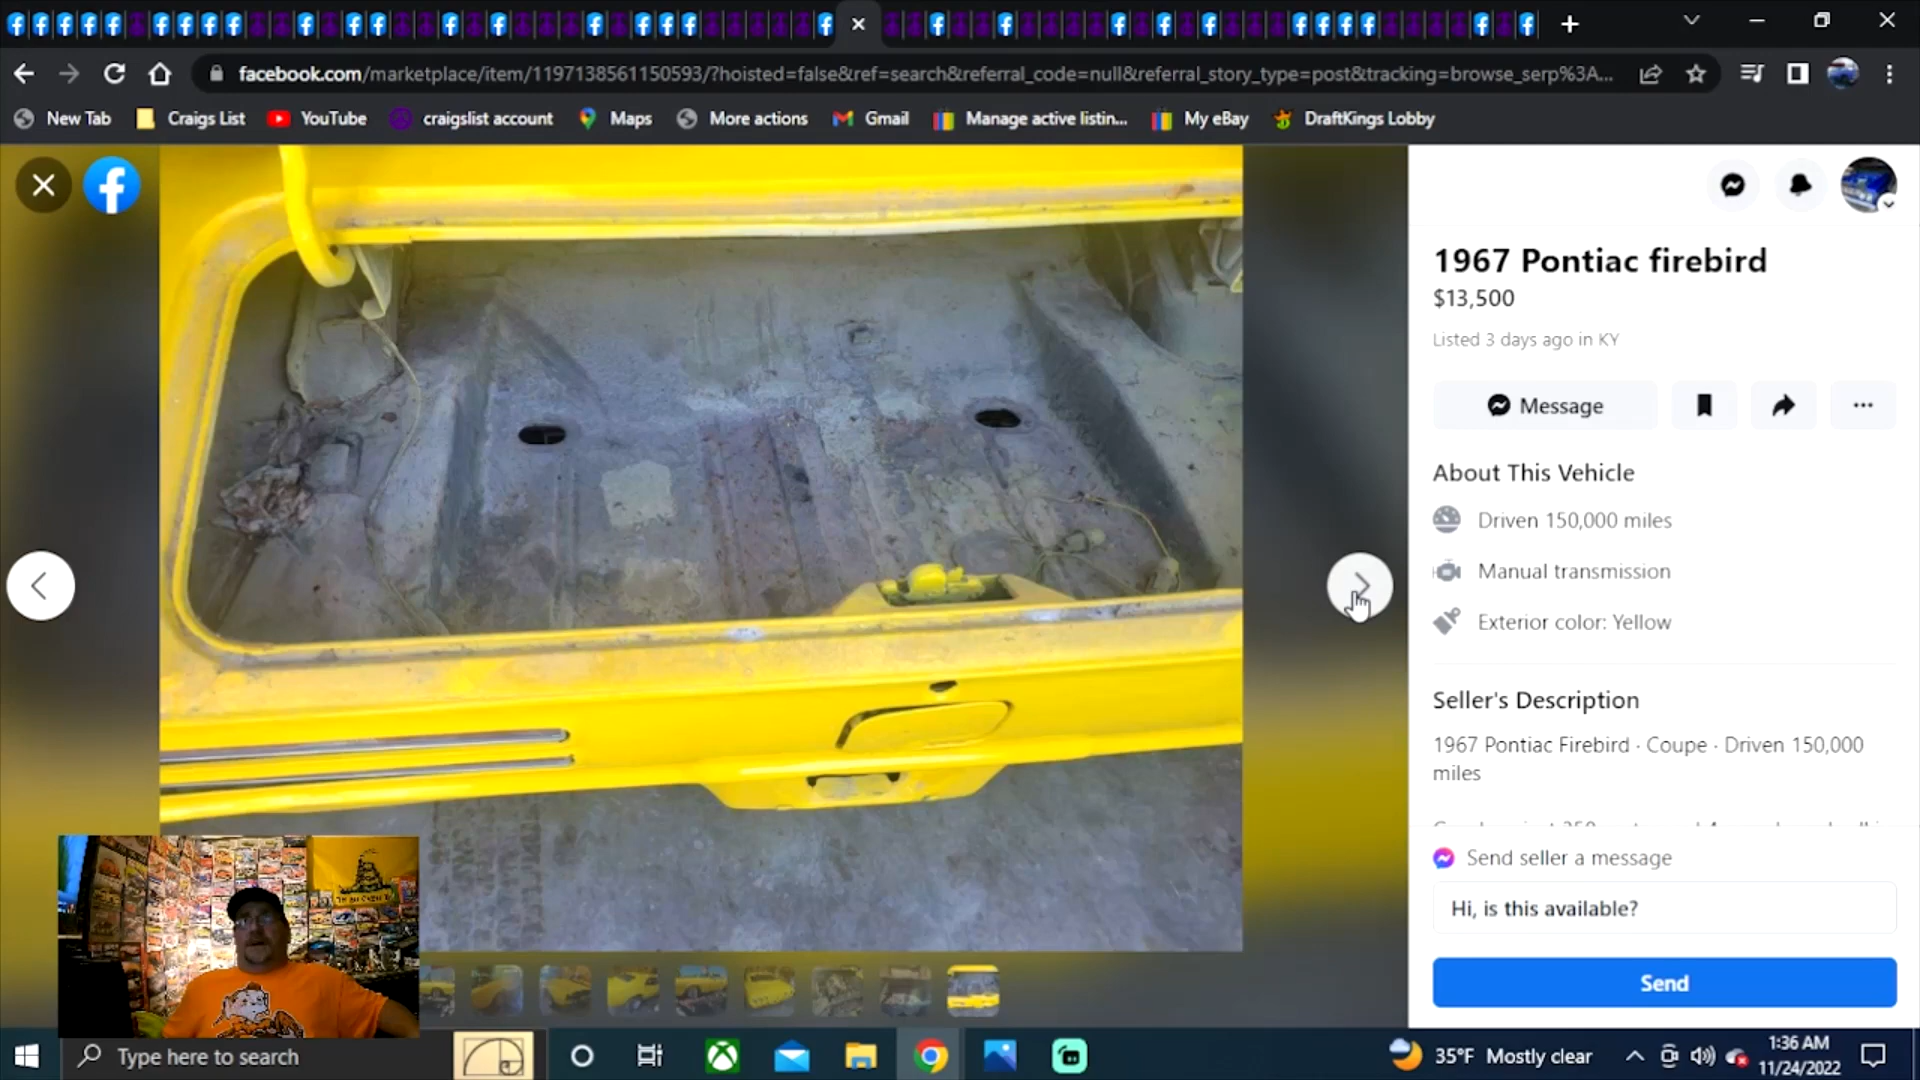 facebook.com/marketplace/item/1197138561150593/?hoisted=false&ref=search&referral_code=null&referral_story_type=post&tracking=browse_serp%3A...
New Tab
Craigs List
YouTube
craigslist account
Maps
More actions
Gmail
Manage active listin...
My eBay
DraftKings Lobby
1967 Pontiac firebird
$13,500
Listed 3 days ago in KY
Message
About This Vehicle
Driven 150,000 miles
Manual transmission
Exterior color: Yellow
Seller's Description
1967 Pontiac Firebird · Coupe · Driven 150,000
miles
Send seller a message
Hi, is this available?
Send
Type here to search
35°F Mostly clear
1:36 AM
11/24/2022